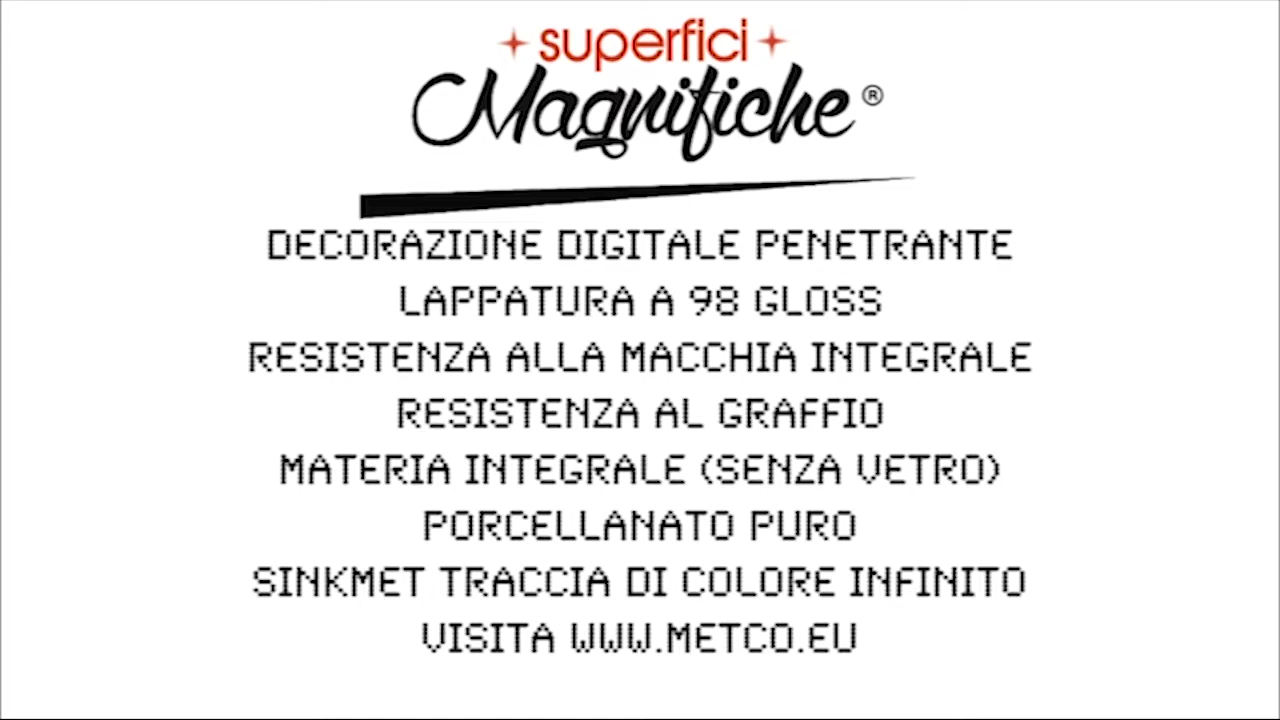 superfici
Magnifiche®
DECORAZIONE DIGITALE PENETRANTE
LAPPATURA A 98 GLOSS
RESISTENZA ALLA MACCHIA INTEGRALE
RESISTENZA AL GRAFFIO
MATERIA INTEGRALE (SENZA VETRO)
PORCELLANATO PURO
SINKMET TRACCIA DI COLORE INFINITO
VISITA WWW.METCO.EU